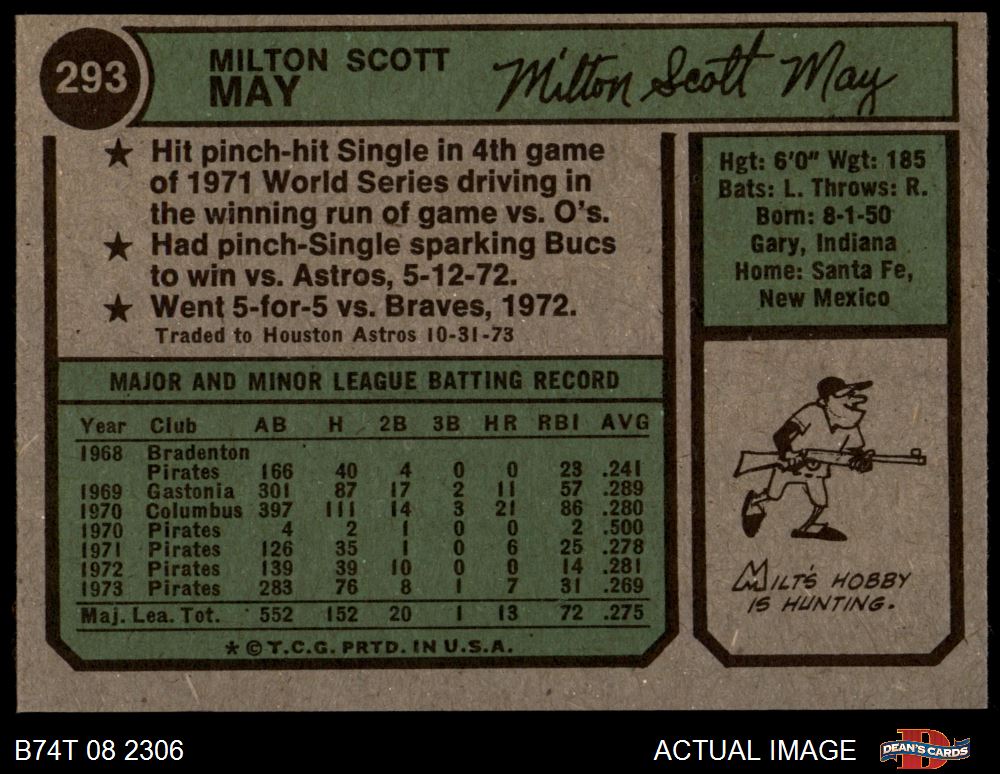 293
MILTON SCOTT
MAY
Milton Scott May
★ Hit pinch-hit Single in 4th game
of 1971 World Series driving in
the winning run of game vs. O's.
★ Had pinch-Single sparking Bucs
to win vs. Astros, 5-12-72.
★ Went 5-for-5 vs. Braves, 1972.
Traded to Houston Astros 10-31-73
Hgt: 6'0" Wgt: 185
Bats: L. Throws: R.
Born: 8-1-50
Gary, Indiana
Home: Santa Fe,
New Mexico
MAJOR AND MINOR LEAGUE BATTING RECORD
Year Club AB H 2B 3B HR RBI AVG
1968 Bradenton
Pirates 166 40 4 0 0 23 .241
1969 Gastonia 301 87 17 2 11 57 .289
1970 Columbus 397 111 14 3 21 86 .280
1970 Pirates 4 2 1 0 0 2 .500
1971 Pirates 126 35 1 0 6 25 .278
1972 Pirates 139 39 10 0 0 14 .281
1973 Pirates 283 76 8 1 7 31 .269
Maj. Lea. Tot. 552 152 20 1 13 72 .275
* © T.C.G. PRTD. IN U.S.A.
MILT'S HOBBY
IS HUNTING.
B74T 08 2306
ACTUAL IMAGE
DEAN'S CARDS